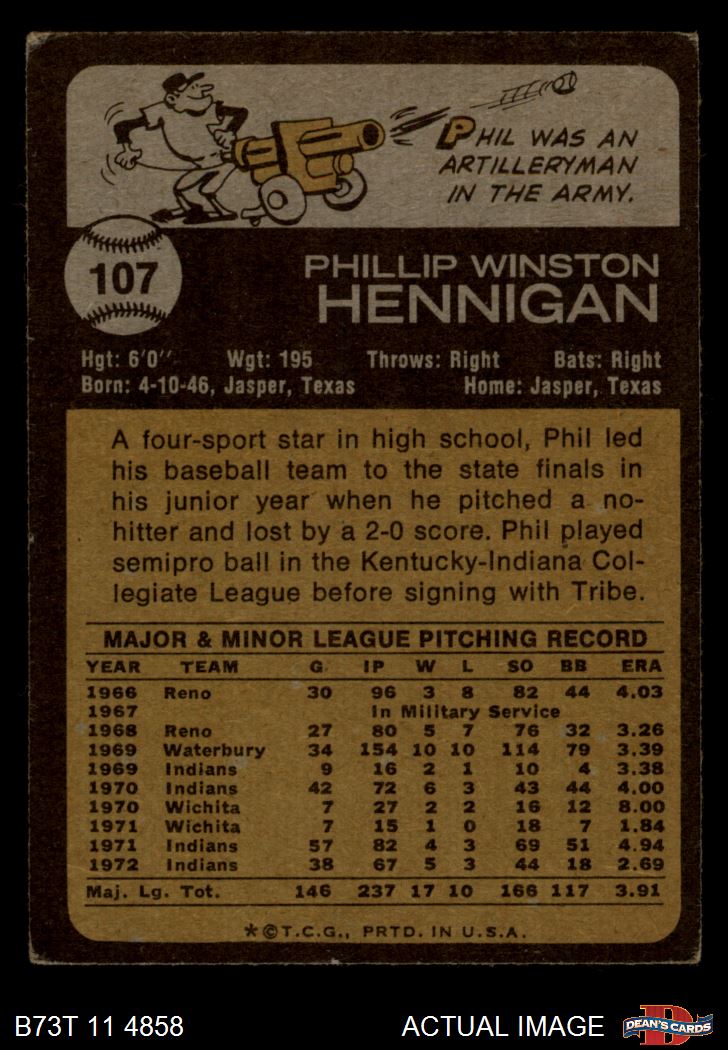 PHIL WAS AN
ARTILLERYMAN
IN THE ARMY.
107
PHILLIP WINSTON
HENNIGAN
Hgt: 6'0" Wgt: 195 Throws: Right Bats: Right
Born: 4-10-46, Jasper, Texas Home: Jasper, Texas
A four-sport star in high school, Phil led
his baseball team to the state finals in
his junior year when he pitched a no-
hitter and lost by a 2-0 score. Phil played
semipro ball in the Kentucky-Indiana Col-
legiate League before signing with Tribe.
MAJOR & MINOR LEAGUE PITCHING RECORD
YEAR TEAM G IP W L SO BB ERA
1966 Reno 30 96 3 8 82 44 4.03
1967 In Military Service
1968 Reno 27 80 5 7 76 32 3.26
1969 Waterbury 34 154 10 10 114 79 3.39
1969 Indians 9 16 2 1 10 4 3.38
1970 Indians 42 72 6 3 43 44 4.00
1970 Wichita 7 27 2 2 16 12 8.00
1971 Wichita 7 15 1 0 18 7 1.84
1971 Indians 57 82 4 3 69 51 4.94
1972 Indians 38 67 5 3 44 18 2.69
Maj. Lg. Tot. 146 237 17 10 166 117 3.91
*©T.C.G., PRTD. IN U.S.A.
B73T 11 4858 ACTUAL IMAGE
D
DEAN'S CARDS